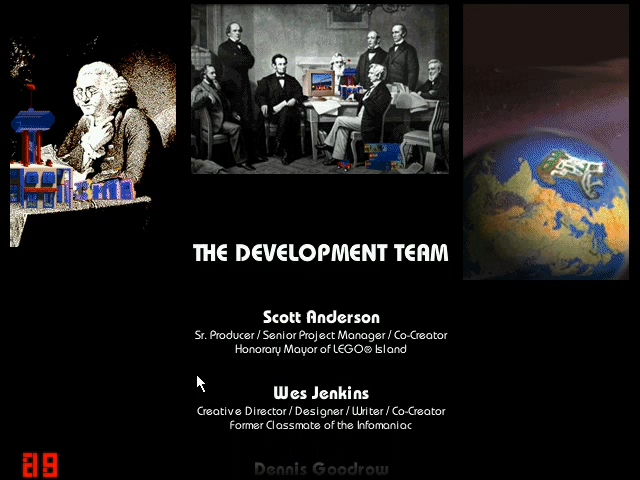 THE DEVELOPMENT TEAM
Scott Anderson
Sr. Producer / Senior Project Manager / Co-Creator
Honorary Mayor of LEGO® Island
Wes Jenkins
Creative Director / Designer / Writer / Co-Creator
Former Classmate of the Infomaniac
Dennis Goodrow